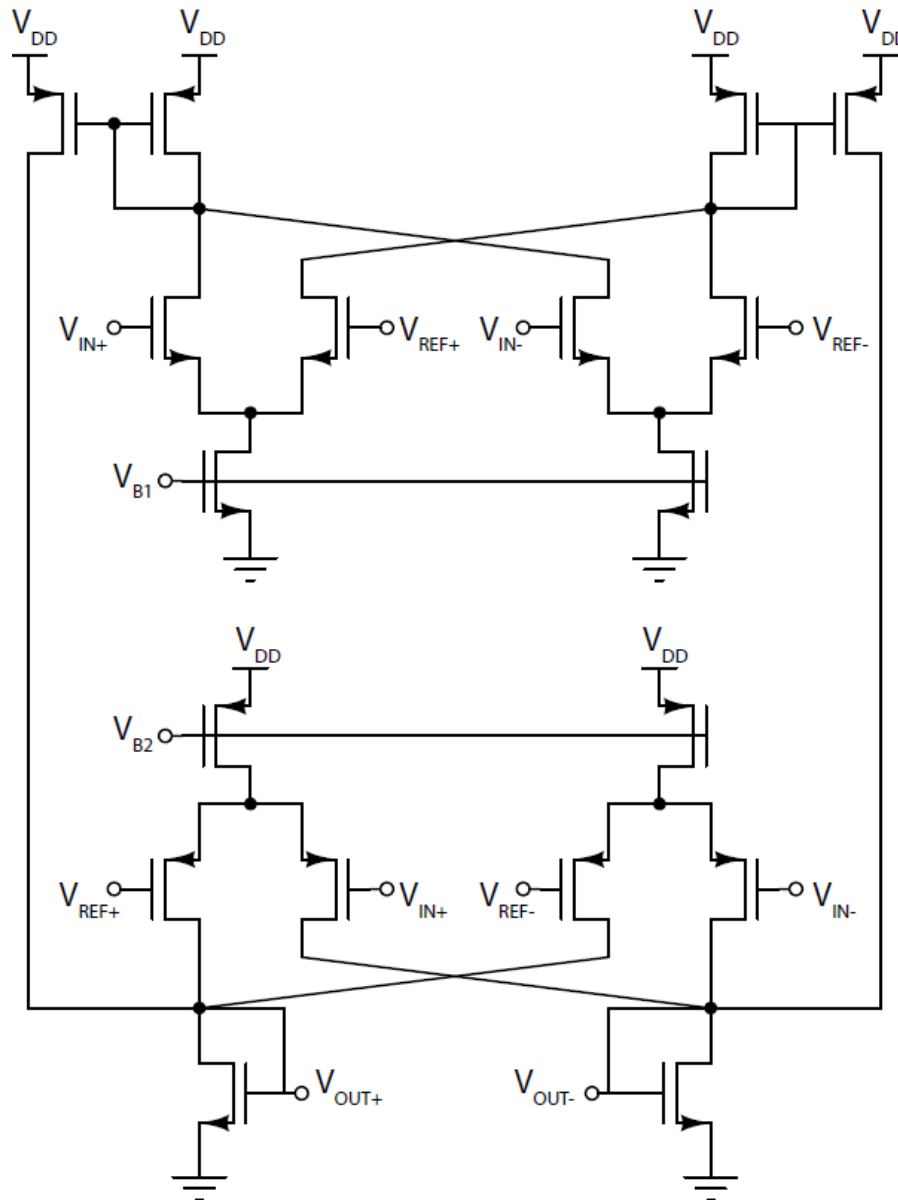 VDD VDD VDD VDD
VIN+ VREF+ VIN- VREF-
VB1
VDD VDD
VB2
VREF+ VIN+ VREF- VIN-
VOUT+ VOUT-